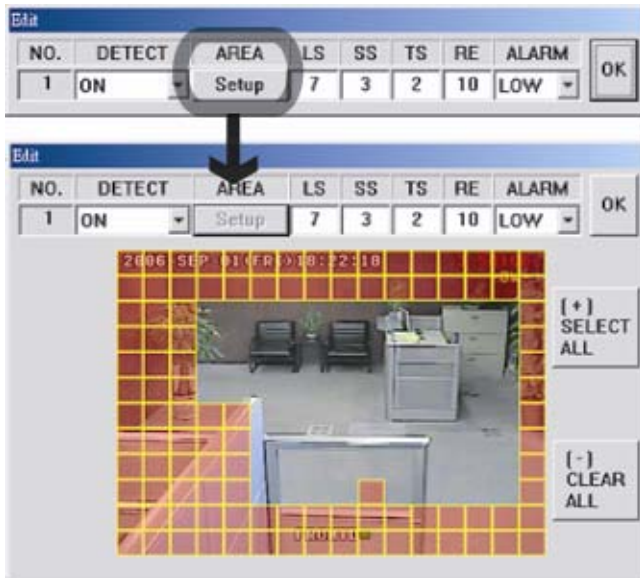 Edit
NO. DETECT AREA LS SS TS RE ALARM
1 ON Setup 7 3 2 10 LOW OK
Edit
NO. DETECT AREA LS SS TS RE ALARM
1 ON Setup 7 3 2 10 LOW OK
2006-SEP-01(FRI)18:22:18
(+)
SELECT
ALL
(-)
CLEAR
ALL